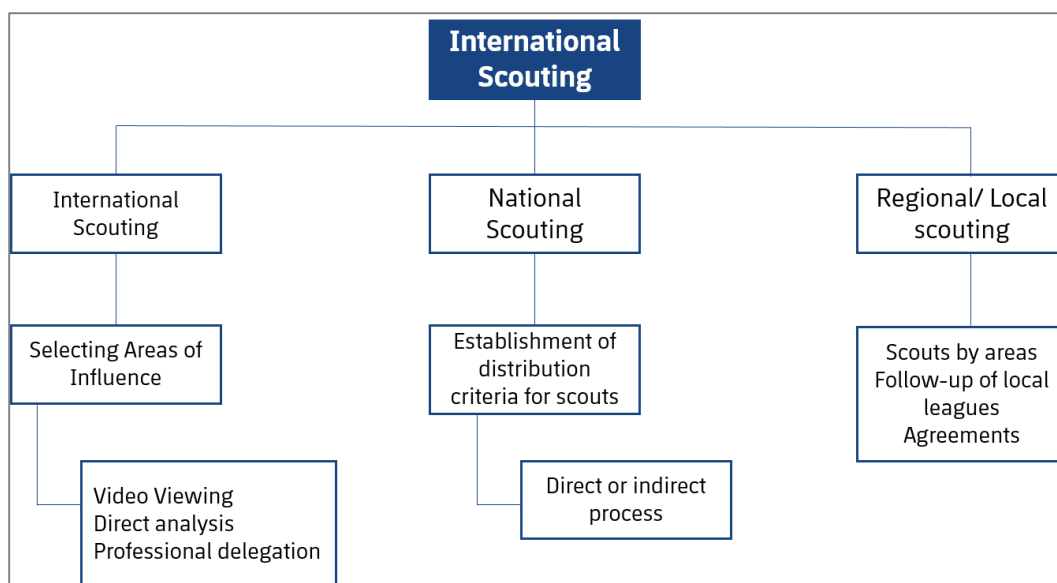 International
Scouting
International
Scouting
National
Scouting
Regional/ Local
scouting
Selecting Areas of
Influence
Establishment of
distribution
criteria for scouts
Scouts by areas
Follow-up of local
leagues
Agreements
Video Viewing
Direct analysis
Professional delegation
Direct or indirect
process